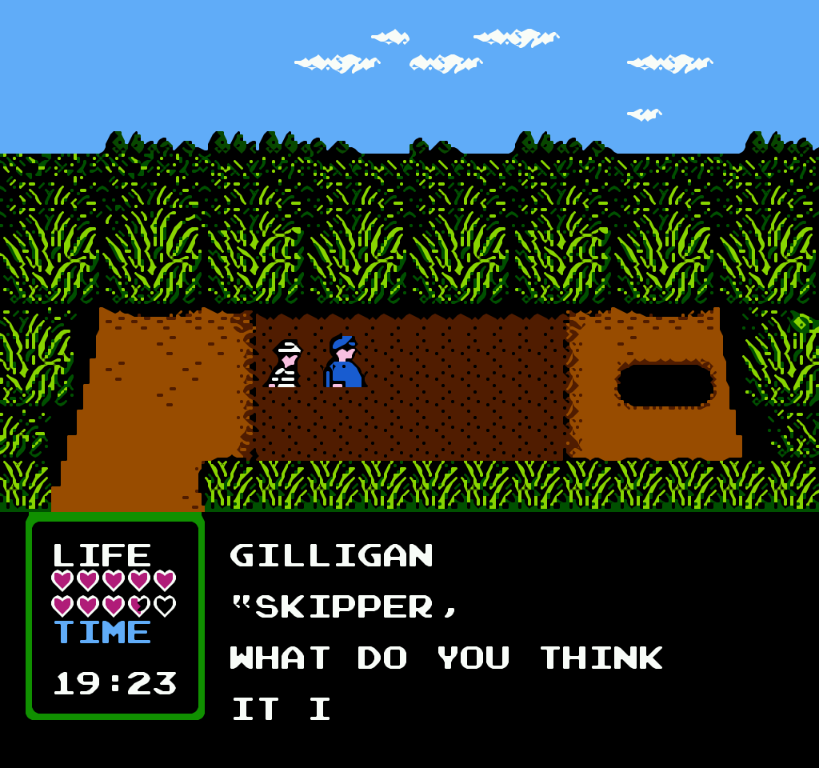 LIFE
TIME
19:23
GILLIGAN
"SKIPPER,
WHAT DO YOU THINK
IT I